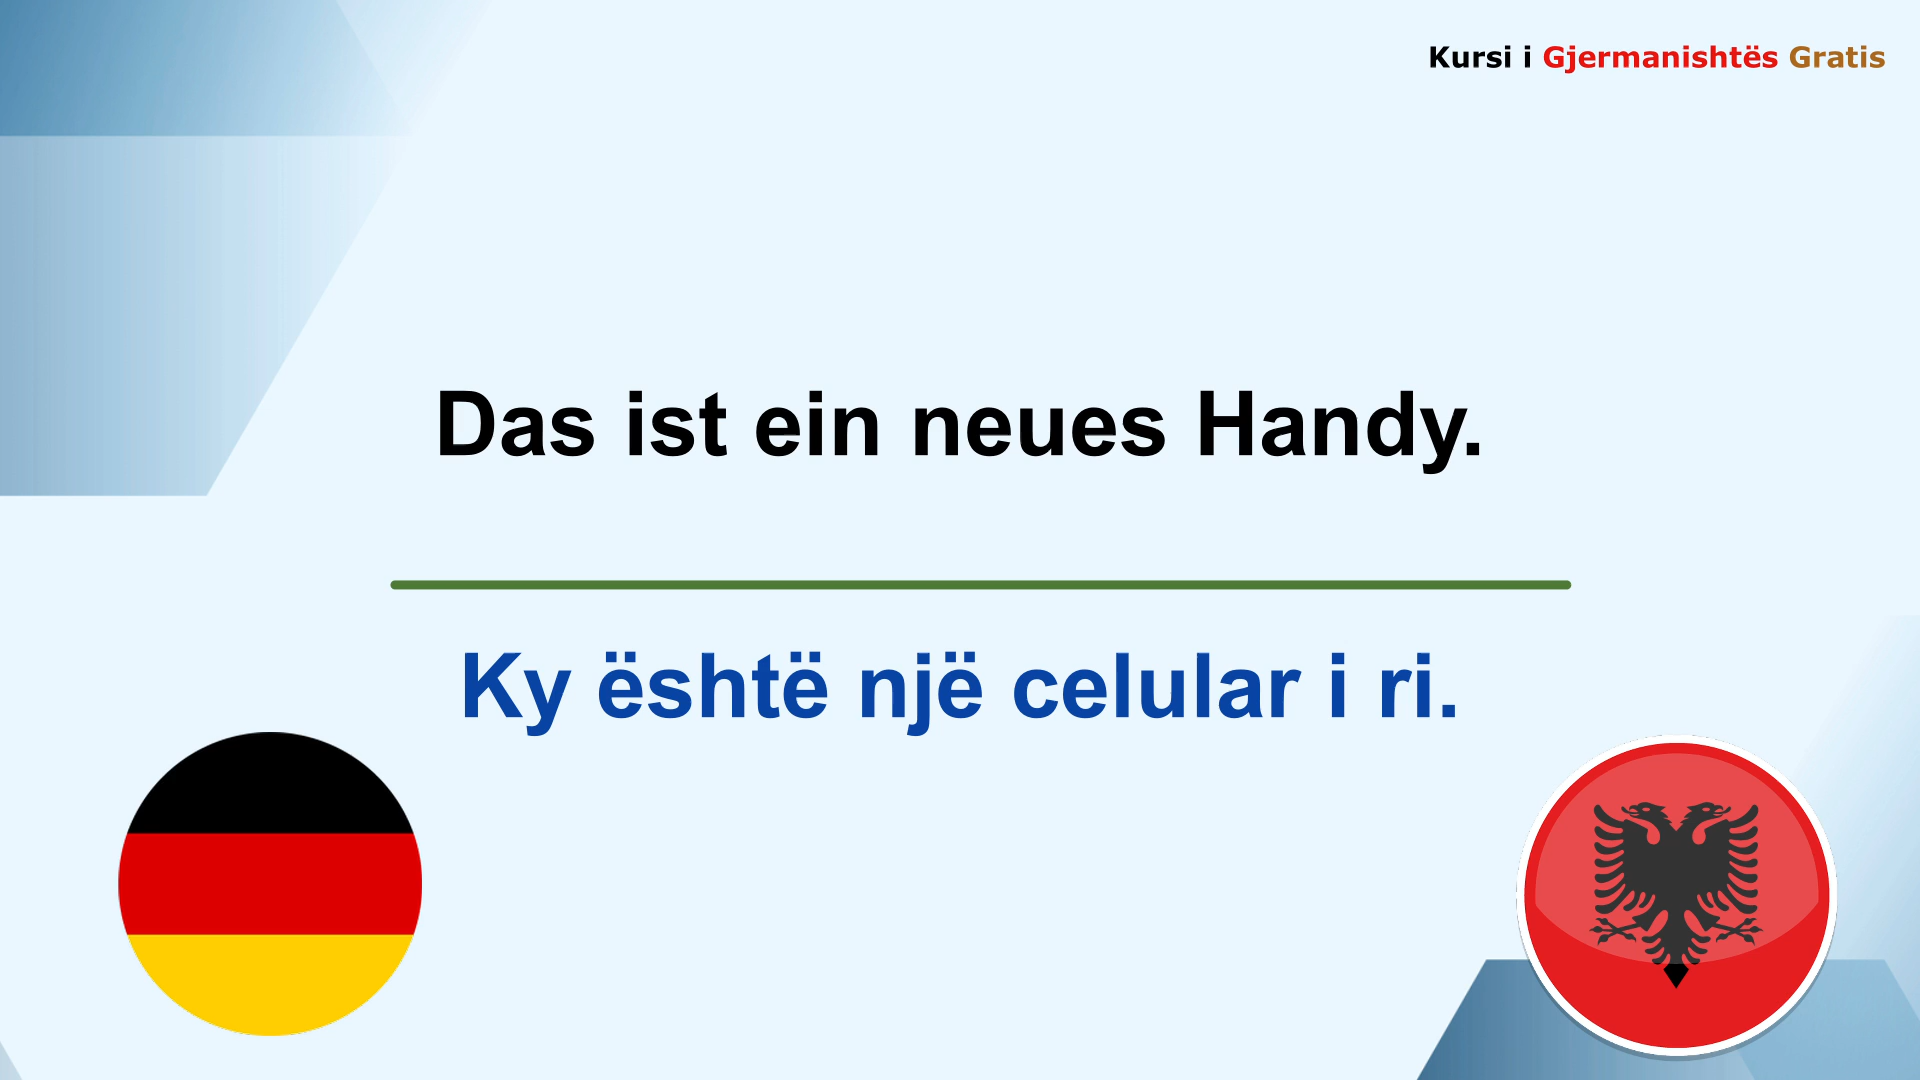 Kursi i Gjermanishtës Gratis
Das ist ein neues Handy.
Ky është një celular i ri.